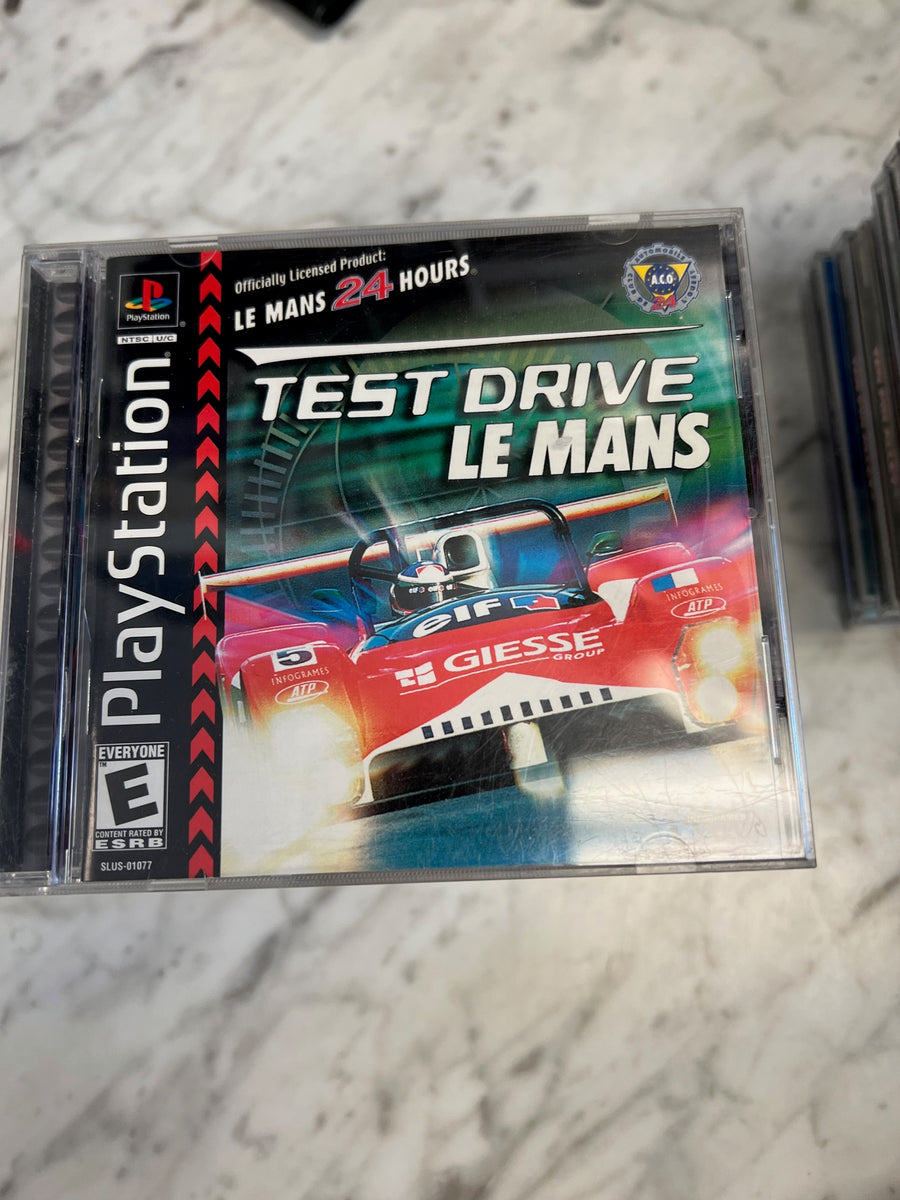 PlayStation
NTSC U/C
PlayStation
EVERYONE
E
CONTENT RATED BY
ESRB
SLUS-01077
Officially Licensed Product:
LE MANS 24 HOURS
A.C.O
24
TEST DRIVE
LE MANS
elf
GIESSE
GROUP
5
INFOGRAMES
ATP
INFOGRAMES
ATP